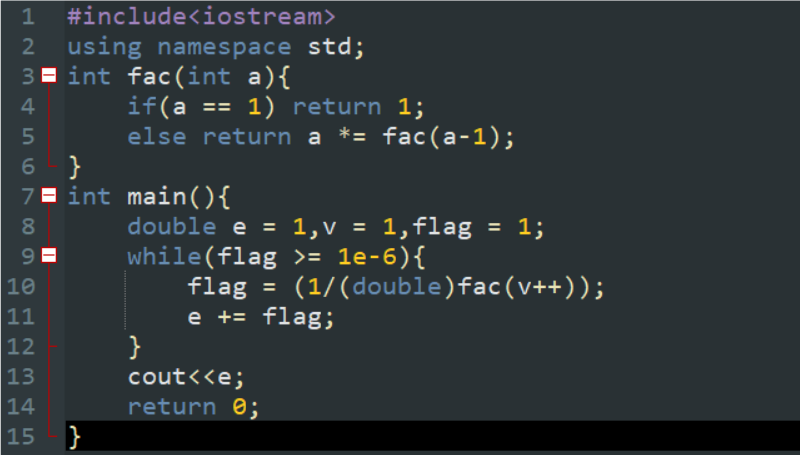 1 #include<iostream>
2 using namespace std;
3 int fac(int a){
4     if(a == 1) return 1;
5     else return a *= fac(a-1);
6 }
7 int main(){
8     double e = 1,v = 1,flag = 1;
9     while(flag >= 1e-6){
10         flag = (1/(double)fac(v++));
11         e += flag;
12     }
13     cout<<e;
14     return 0;
15 }